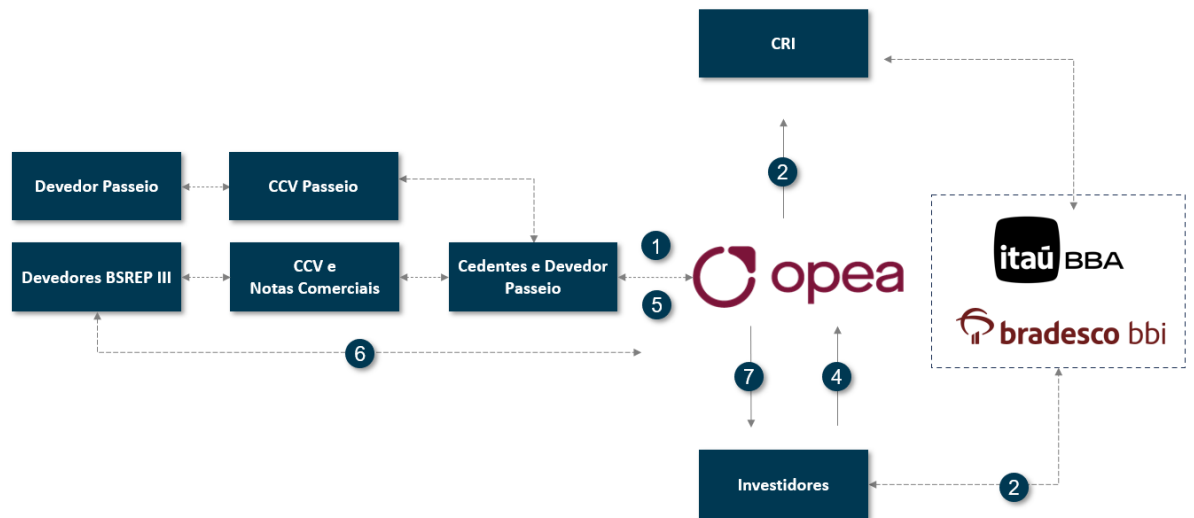 CRI
2
Devedor Passeio
CCV Passeio
Devedores BSREP III
CCV e
Notas Comerciais
Cedentes e Devedor
Passeio
1
5
opea
itaú BBA
bradesco bbi
6
7
4
Investidores
2